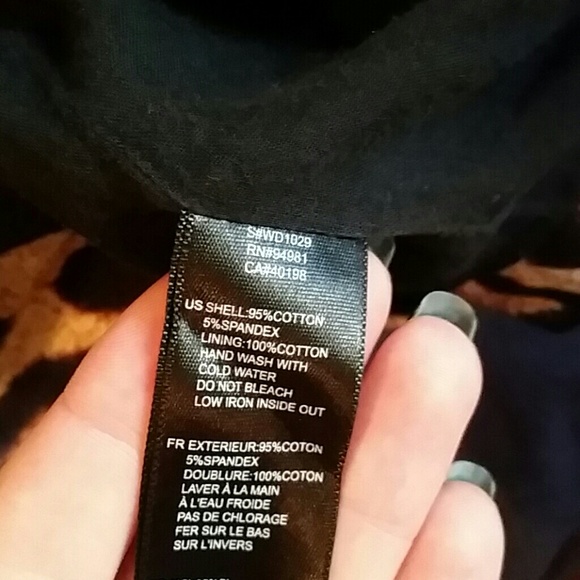 S#WD1029
RN#94981
CA#40198
US SHELL:95%COTTON
5%SPANDEX
LINING:100%COTTON
HAND WASH WITH
COLD WATER
DO NOT BLEACH
LOW IRON INSIDE OUT
FR EXTERIEUR:95%COTON
5%SPANDEX
DOUBLURE:100%COTON
LAVER À LA MAIN
À L'EAU FROIDE
PAS DE CHLORAGE
FER SUR LE BAS
SUR L'INVERS